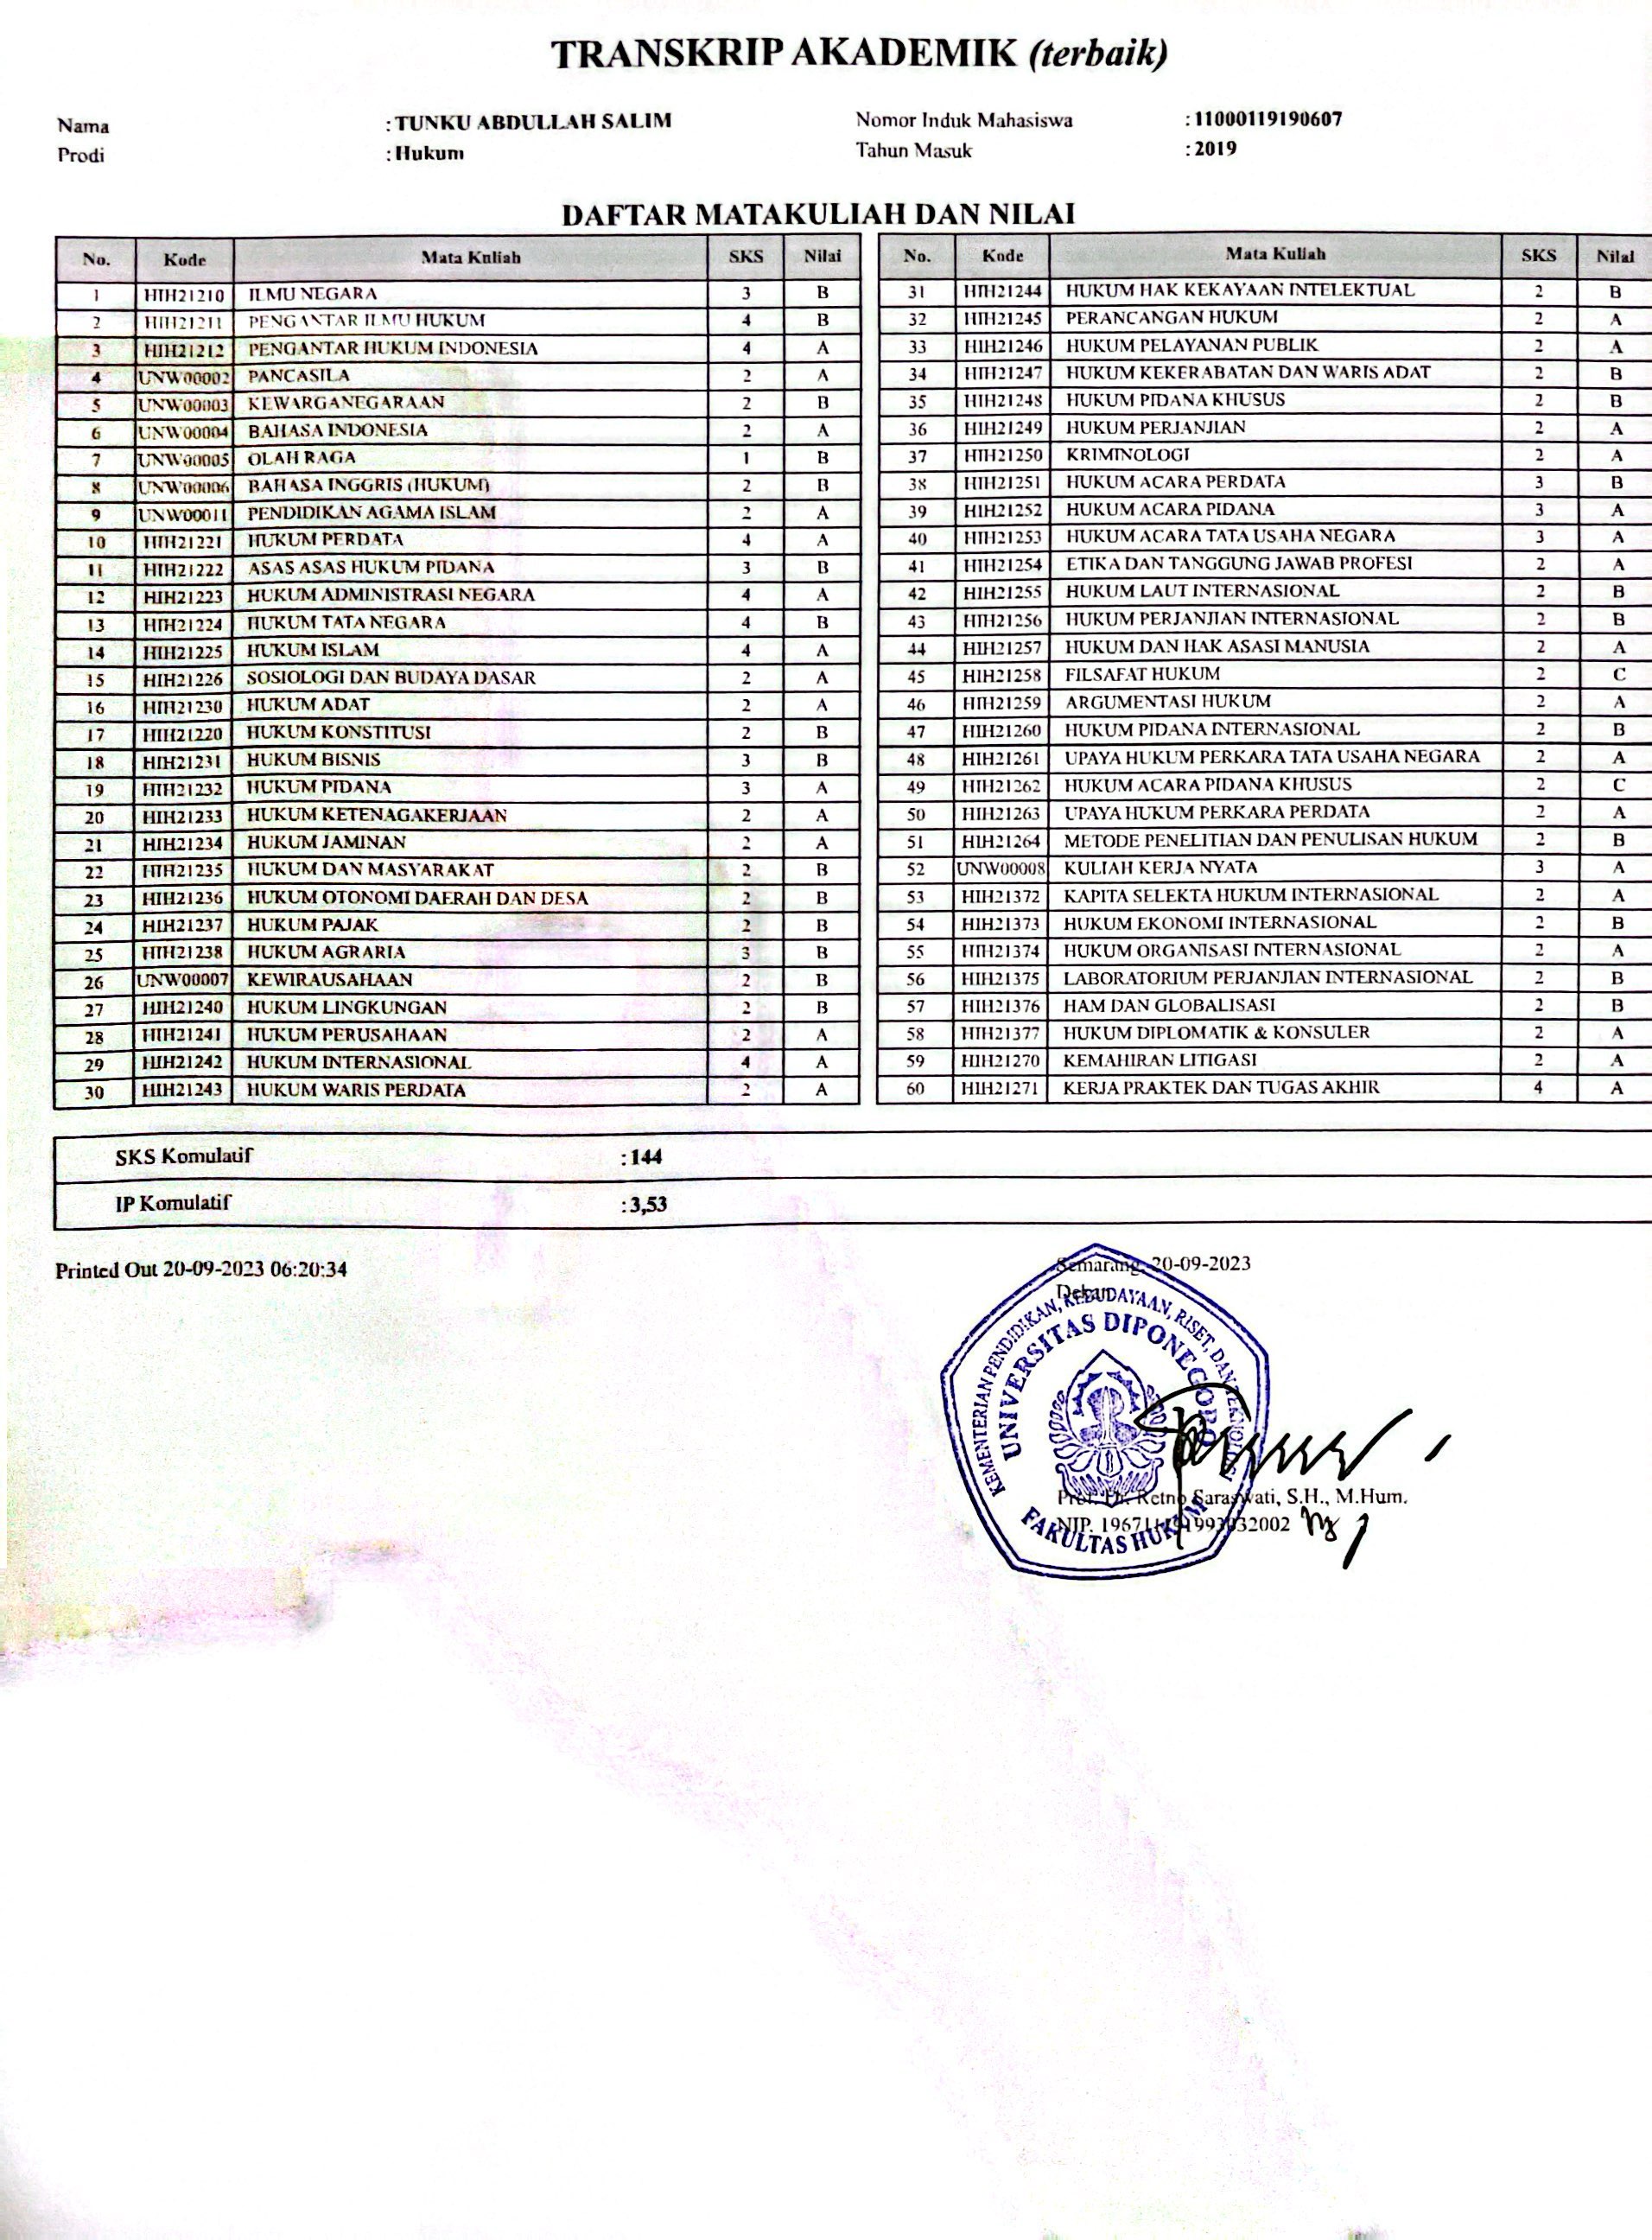 TRANSKRIP AKADEMIK (terbaik)
Nama : TUNKU ABDULLAH SALIM Nomor Induk Mahasiswa : 11000119190607
Prodi : Hukum Tahun Masuk : 2019
DAFTAR MATAKULIAH DAN NILAI
No. Kode Mata Kuliah SKS Nilai
1 HIH21210 ILMU NEGARA 3 B
2 HIH21211 PENGANTAR ILMU HUKUM 4 B
3 HIH21212 PENGANTAR HUKUM INDONESIA 4 A
4 UNW00002 PANCASILA 2 A
5 UNW00003 KEWARGANEGARAAN 2 B
6 UNW00004 BAHASA INDONESIA 2 A
7 UNW00005 OLAH RAGA 1 B
8 UNW00006 BAHASA INGGRIS (HUKUM) 2 B
9 UNW00011 PENDIDIKAN AGAMA ISLAM 2 A
10 HIH21221 HUKUM PERDATA 4 A
11 HIH21222 ASAS ASAS HUKUM PIDANA 3 B
12 HIH21223 HUKUM ADMINISTRASI NEGARA 4 A
13 HIH21224 HUKUM TATA NEGARA 4 B
14 HIH21225 HUKUM ISLAM 4 A
15 HIH21226 SOSIOLOGI DAN BUDAYA DASAR 2 A
16 HIH21230 HUKUM ADAT 2 A
17 HIH21220 HUKUM KONSTITUSI 2 B
18 HIH21231 HUKUM BISNIS 3 B
19 HIH21232 HUKUM PIDANA 3 A
20 HIH21233 HUKUM KETENAGAKERJAAN 2 A
21 HIH21234 HUKUM JAMINAN 2 A
22 HIH21235 HUKUM DAN MASYARAKAT 2 B
23 HIH21236 HUKUM OTONOMI DAERAH DAN DESA 2 B
24 HIH21237 HUKUM PAJAK 2 B
25 HIH21238 HUKUM AGRARIA 3 B
26 UNW00007 KEWIRAUSAHAAN 2 B
27 HIH21240 HUKUM LINGKUNGAN 2 B
28 HIH21241 HUKUM PERUSAHAAN 2 A
29 HIH21242 HUKUM INTERNASIONAL 4 A
30 HIH21243 HUKUM WARIS PERDATA 2 A
No. Kode Mata Kuliah SKS Nilai
31 HIH21244 HUKUM HAK KEKAYAAN INTELEKTUAL 2 B
32 HIH21245 PERANCANGAN HUKUM 2 A
33 HIH21246 HUKUM PELAYANAN PUBLIK 2 A
34 HIH21247 HUKUM KEKERABATAN DAN WARIS ADAT 2 B
35 HIH21248 HUKUM PIDANA KHUSUS 2 B
36 HIH21249 HUKUM PERJANJIAN 2 A
37 HIH21250 KRIMINOLOGI 2 A
38 HIH21251 HUKUM ACARA PERDATA 3 B
39 HIH21252 HUKUM ACARA PIDANA 3 A
40 HIH21253 HUKUM ACARA TATA USAHA NEGARA 3 A
41 HIH21254 ETIKA DAN TANGGUNG JAWAB PROFESI 2 A
42 HIH21255 HUKUM LAUT INTERNASIONAL 2 B
43 HIH21256 HUKUM PERJANJIAN INTERNASIONAL 2 B
44 HIH21257 HUKUM DAN HAK ASASI MANUSIA 2 A
45 HIH21258 FILSAFAT HUKUM 2 C
46 HIH21259 ARGUMENTASI HUKUM 2 A
47 HIH21260 HUKUM PIDANA INTERNASIONAL 2 B
48 HIH21261 UPAYA HUKUM PERKARA TATA USAHA NEGARA 2 A
49 HIH21262 HUKUM ACARA PIDANA KHUSUS 2 C
50 HIH21263 UPAYA HUKUM PERKARA PERDATA 2 A
51 HIH21264 METODE PENELITIAN DAN PENULISAN HUKUM 2 B
52 UNW00008 KULIAH KERJA NYATA 3 A
53 HIH21372 KAPITA SELEKTA HUKUM INTERNASIONAL 2 A
54 HIH21373 HUKUM EKONOMI INTERNASIONAL 2 B
55 HIH21374 HUKUM ORGANISASI INTERNASIONAL 2 A
56 HIH21375 LABORATORIUM PERJANJIAN INTERNASIONAL 2 B
57 HIH21376 HAM DAN GLOBALISASI 2 B
58 HIH21377 HUKUM DIPLOMATIK & KONSULER 2 A
59 HIH21270 KEMAHIRAN LITIGASI 2 A
60 HIH21271 KERJA PRAKTEK DAN TUGAS AKHIR 4 A
SKS Komulatif : 144
IP Komulatif : 3,53
Printed Out 20-09-2023 06:20:34
Semarang, 20-09-2023
Dekan
KEMENTERIAN PENDIDIKAN, KEBUDAYAAN, RISET, DAN TEKNOLOGI
UNIVERSITAS DIPONEGORO
FAKULTAS HUKUM
Prof. Dr. Retno Saraswati, S.H., M.Hum.
NIP.